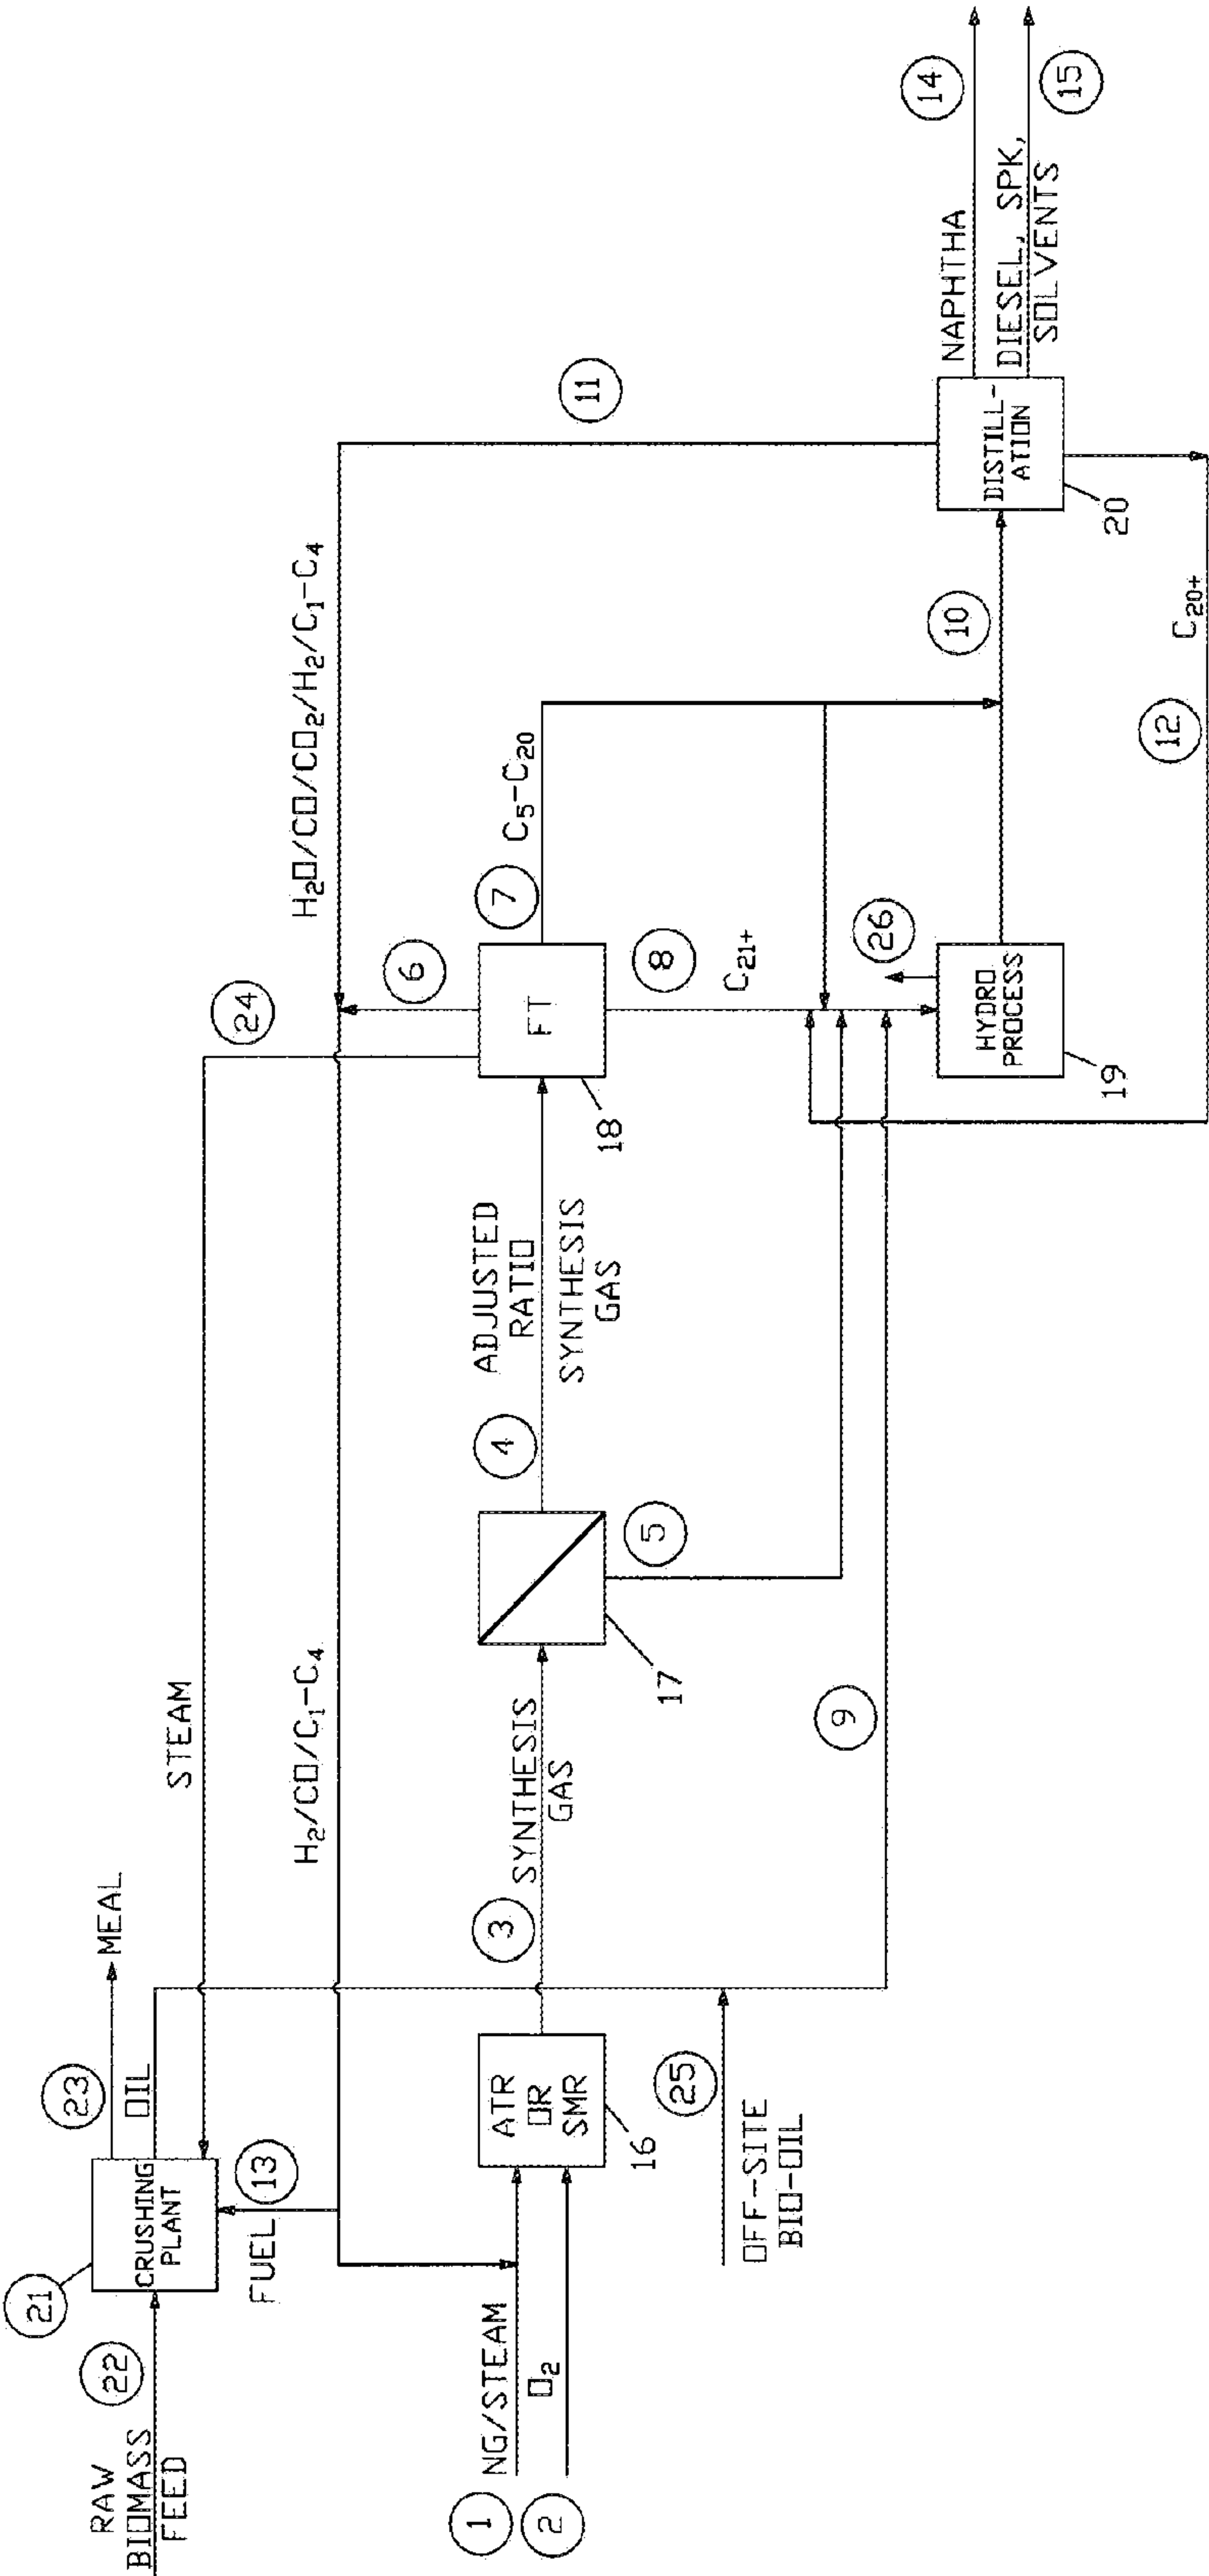 RAW
BIOMASS
FEED
22
21
CRUSHING
PLANT
23
MEAL
OIL
STEAM
24
FUEL
13
H₂/CO/C₁-C₄
H₂O/CO/CO₂/H₂/C₁-C₄
11
6
1
NG/STEAM
2
O₂
ATR
OR
SMR
16
3
SYNTHESIS
GAS
17
4
ADJUSTED
RATIO
SYNTHESIS
GAS
5
FT
18
7
C₅-C₂₀
8
C₂₁₊
25
OFF-SITE
BIO-OIL
9
26
HYDRO
PROCESS
19
10
DISTILL-
ATION
20
12
C₂₀₊
NAPHTHA
14
DIESEL, SPK,
SOLVENTS
15